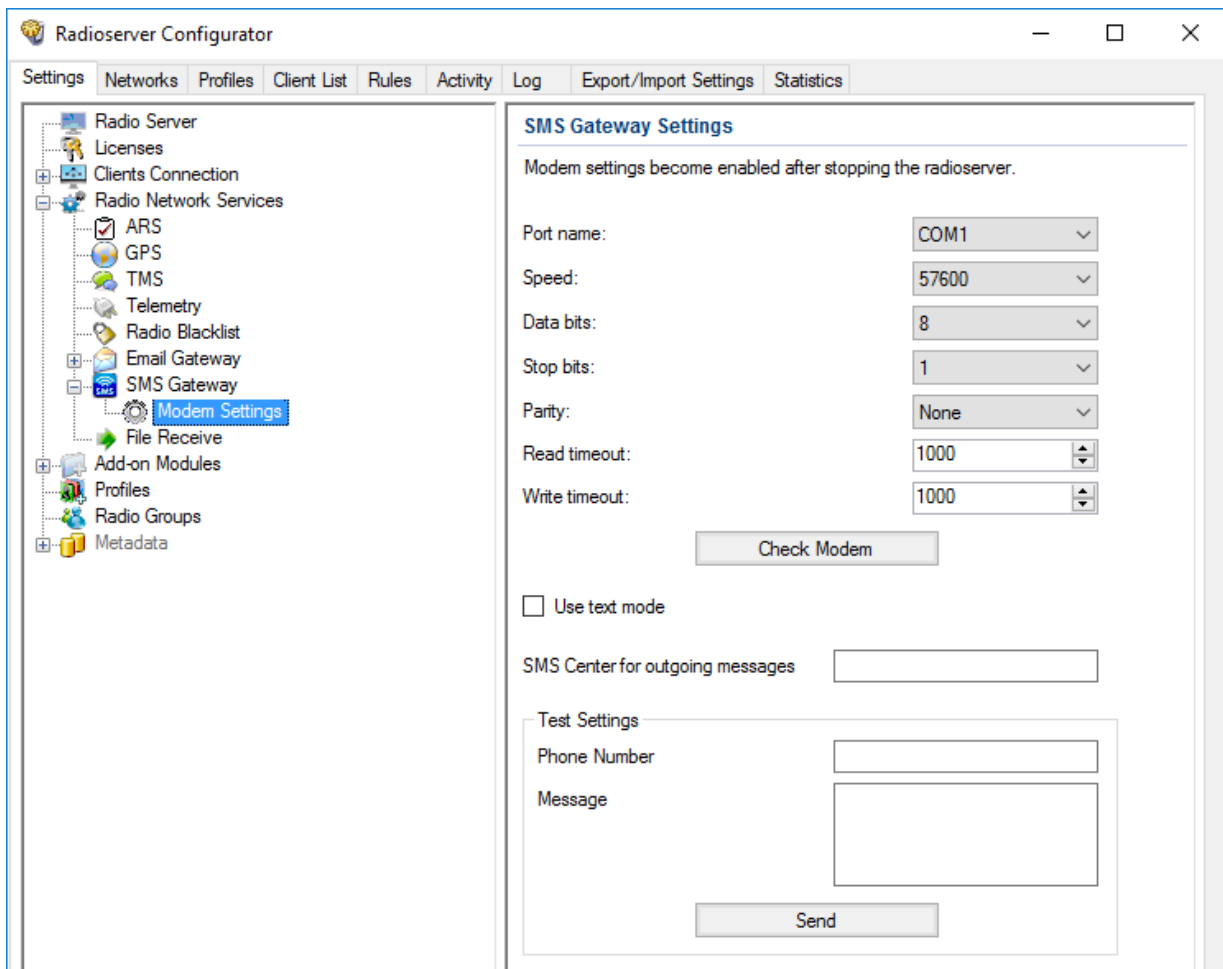 Radioserver Configurator
Settings Networks Profiles Client List Rules Activity Log Export/Import Settings Statistics
Radio Server
Licenses
Clients Connection
Radio Network Services
ARS
GPS
TMS
Telemetry
Radio Blacklist
Email Gateway
SMS Gateway
Modem Settings
File Receive
Add-on Modules
Profiles
Radio Groups
Metadata
SMS Gateway Settings
Modem settings become enabled after stopping the radioserver.
Port name: COM1
Speed: 57600
Data bits: 8
Stop bits: 1
Parity: None
Read timeout: 1000
Write timeout: 1000
Check Modem
Use text mode
SMS Center for outgoing messages
Test Settings
Phone Number
Message
Send